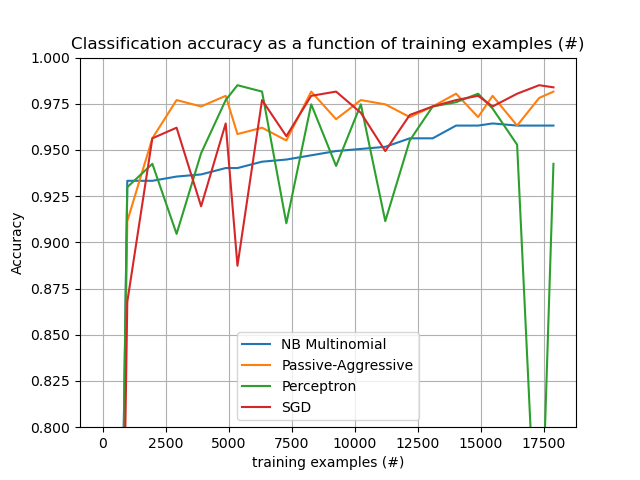 Classification accuracy as a function of training examples (#)
1.000
0.975
0.950
0.925
0.900
0.875
0.850
0.825
0.800
Accuracy
NB Multinomial
Passive-Aggressive
Perceptron
SGD
0 2500 5000 7500 10000 12500 15000 17500
training examples (#)